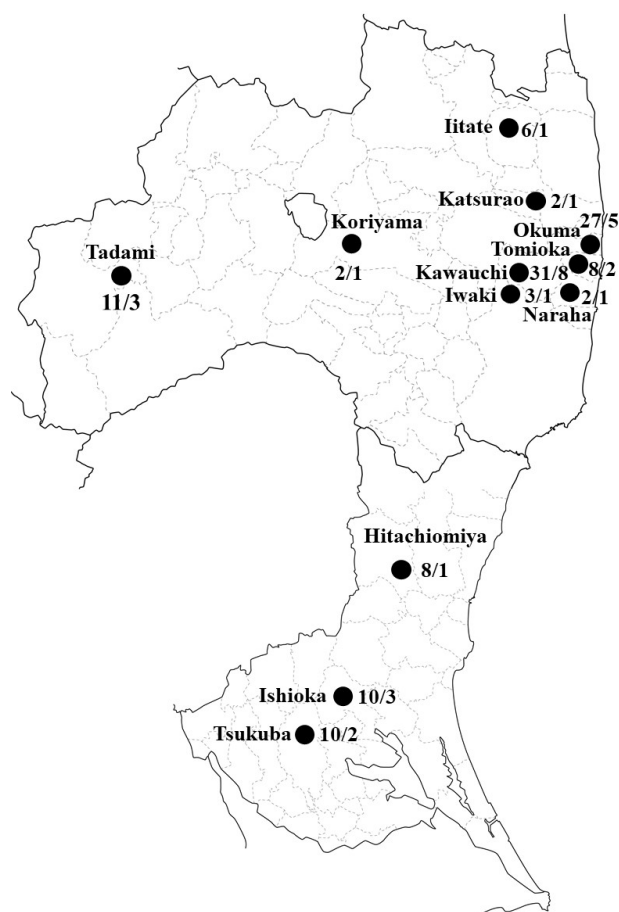 Iitate
6/1
Katsurao
2/1
Okuma
27/5
Koriyama
2/1
Tomioka
8/2
Tadami
11/3
Kawauchi
31/8
Iwaki
3/1
2/1
Naraha
Hitachiomiya
8/1
Ishioka
10/3
Tsukuba
10/2